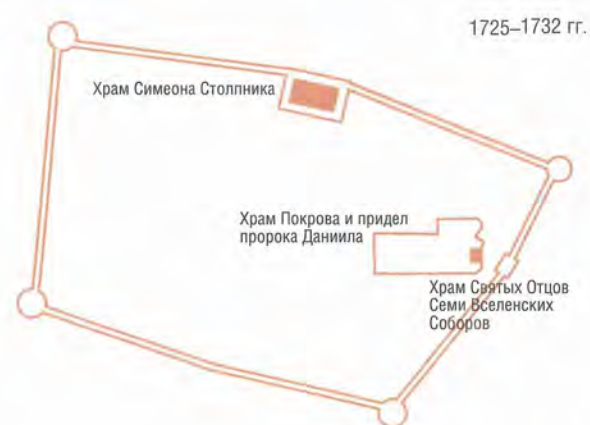 1725–1732 гг.
Храм Симеона Столпника
Храм Покрова и придел
пророка Даниила
Храм Святых Отцов
Семи Вселенских
Соборов